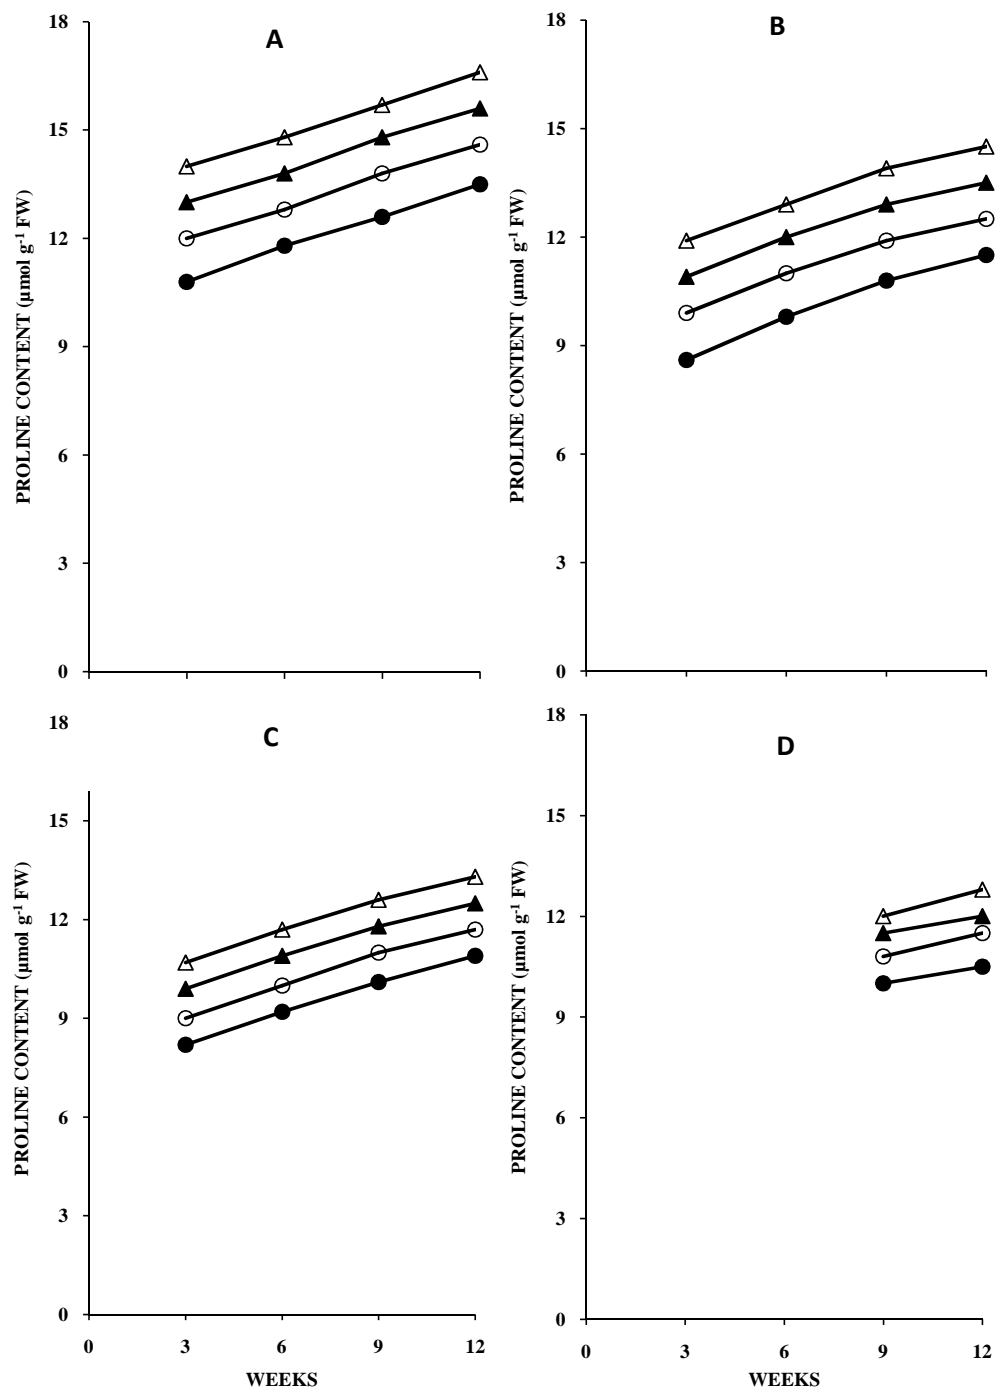 A
18
15
12
9
6
3
0
PROLINE CONTENT (µmol g-1 FW)
B
18
15
12
9
6
3
0
PROLINE CONTENT (µmol g-1 FW)
C
18
15
12
9
6
3
0
PROLINE CONTENT (µmol g-1 FW)
0 3 6 9 12
WEEKS
D
18
15
12
9
6
3
0
PROLINE CONTENT (µmol g-1 FW)
0 3 6 9 12
WEEKS